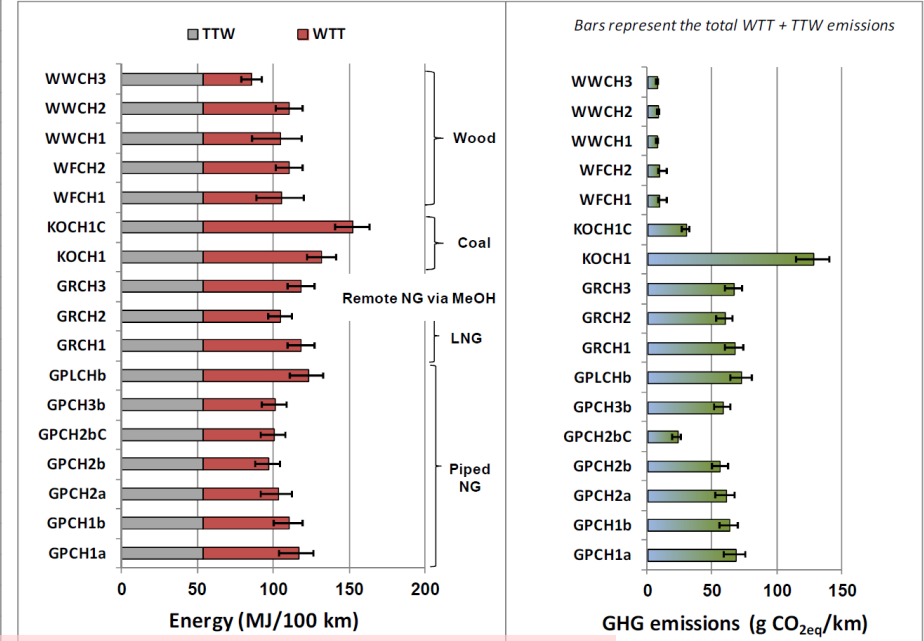 TTW WTT
WWCH3
WWCH2
WWCH1
WFCH2
WFCH1
KOCH1C
KOCH1
GRCH3
GRCH2
GRCH1
GPLCHb
GPCH3b
GPCH2bC
GPCH2b
GPCH2a
GPCH1b
GPCH1a
Wood
Coal
Remote NG via MeOH
LNG
Piped
NG
0 50 100 150 200
Energy (MJ/100 km)
Bars represent the total WTT + TTW emissions
WWCH3
WWCH2
WWCH1
WFCH2
WFCH1
KOCH1C
KOCH1
GRCH3
GRCH2
GRCH1
GPLCHb
GPCH3b
GPCH2bC
GPCH2b
GPCH2a
GPCH1b
GPCH1a
0 50 100 150
GHG emissions (g CO2eq/km)